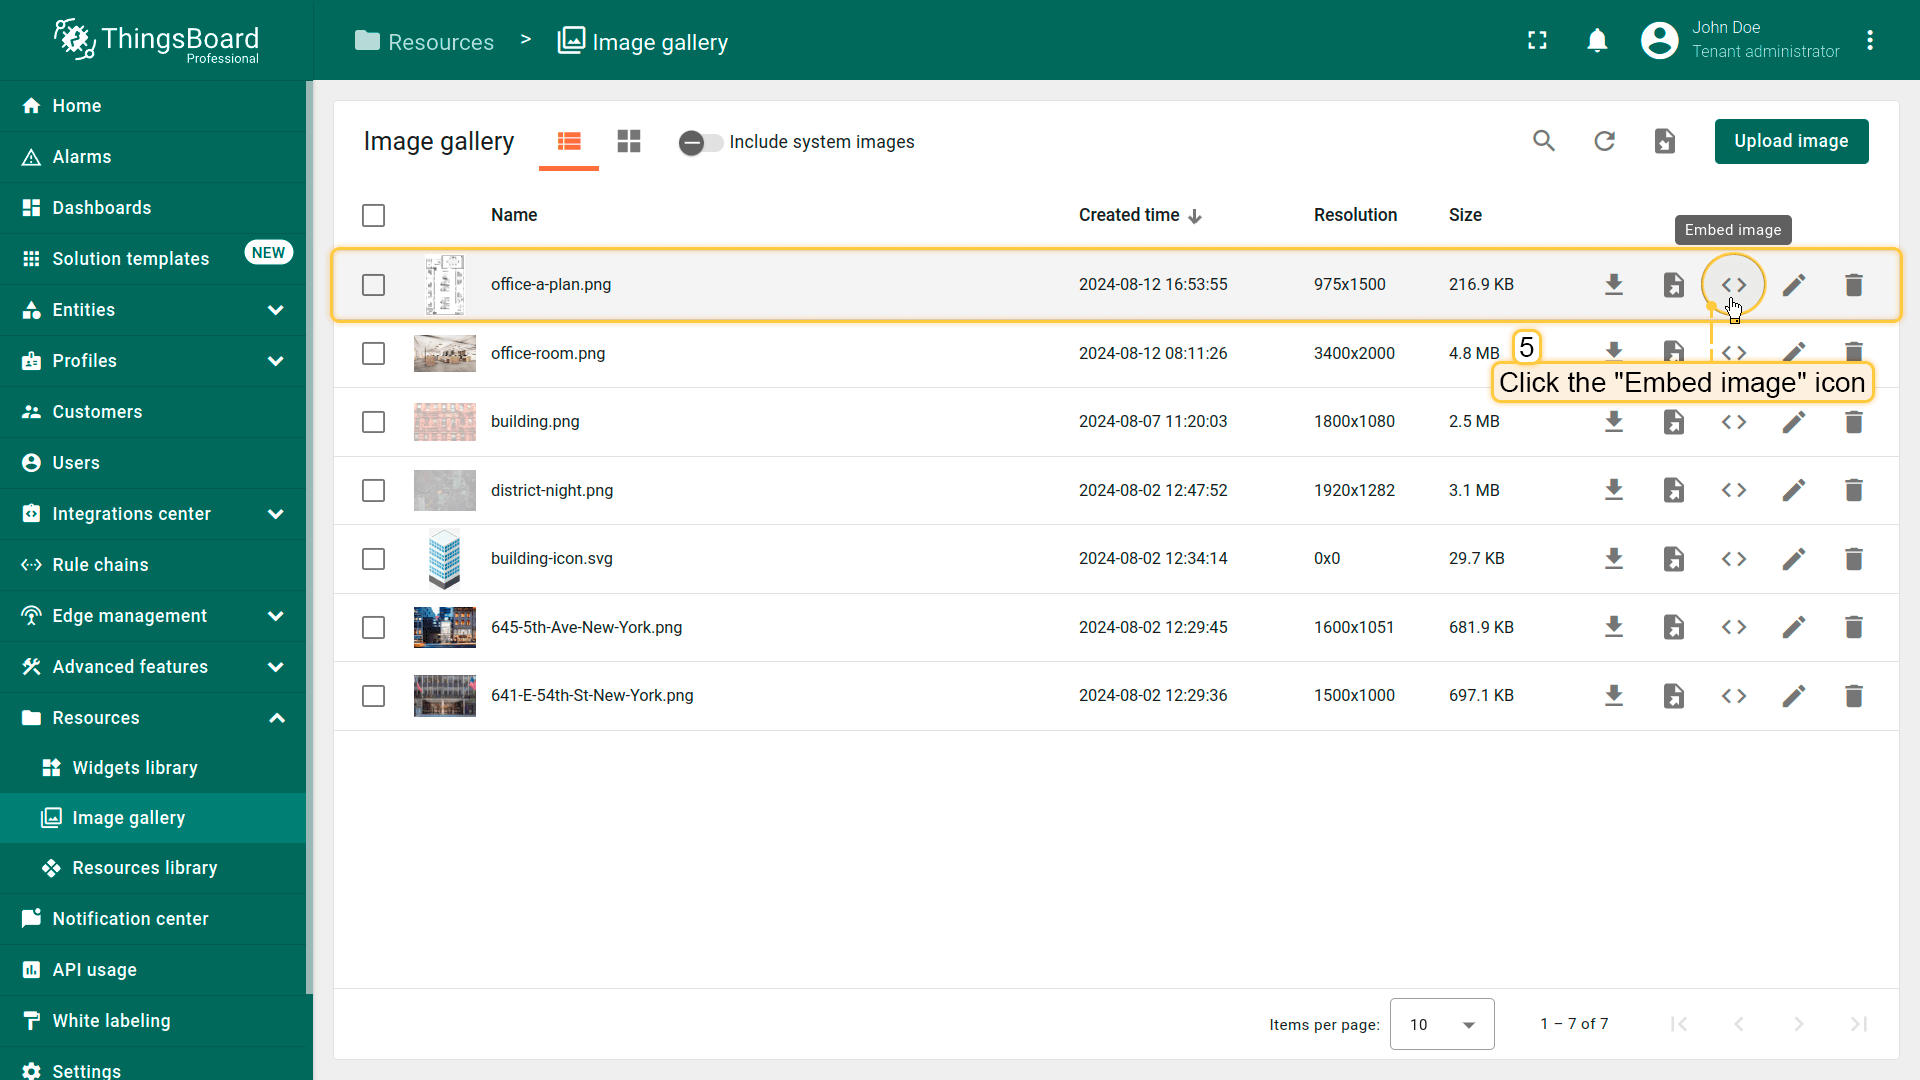 ThingsBoard
Professional
Resources > Image gallery
John Doe
Tenant administrator
Home
Alarms
Dashboards
Solution templates NEW
Entities
Profiles
Customers
Users
Integrations center
Rule chains
Edge management
Advanced features
Resources
Widgets library
Image gallery
Resources library
Notification center
API usage
White labeling
Settings
Image gallery Include system images Upload image
Name Created time Resolution Size
Embed image
office-a-plan.png 2024-08-12 16:53:55 975x1500 216.9 KB
office-room.png 2024-08-12 08:11:26 3400x2000 4.8 MB
5
Click the "Embed image" icon
building.png 2024-08-07 11:20:03 1800x1080 2.5 MB
district-night.png 2024-08-02 12:47:52 1920x1282 3.1 MB
building-icon.svg 2024-08-02 12:34:14 0x0 29.7 KB
645-5th-Ave-New-York.png 2024-08-02 12:29:45 1600x1051 681.9 KB
641-E-54th-St-New-York.png 2024-08-02 12:29:36 1500x1000 697.1 KB
Items per page: 10 1 – 7 of 7